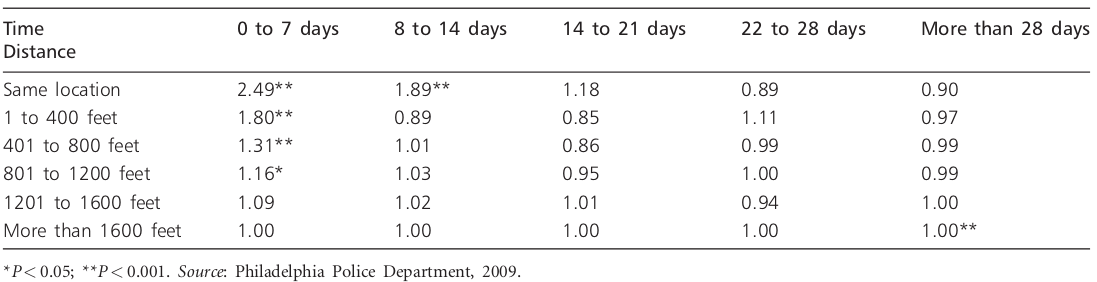 Time 0 to 7 days 8 to 14 days 14 to 21 days 22 to 28 days More than 28 days
Distance
Same location 2.49** 1.89** 1.18 0.89 0.90
1 to 400 feet 1.80** 0.89 0.85 1.11 0.97
401 to 800 feet 1.31** 1.01 0.86 0.99 0.99
801 to 1200 feet 1.16* 1.03 0.95 1.00 0.99
1201 to 1600 feet 1.09 1.02 1.01 0.94 1.00
More than 1600 feet 1.00 1.00 1.00 1.00 1.00**
*P<0.05; **P<0.001. Source: Philadelphia Police Department, 2009.